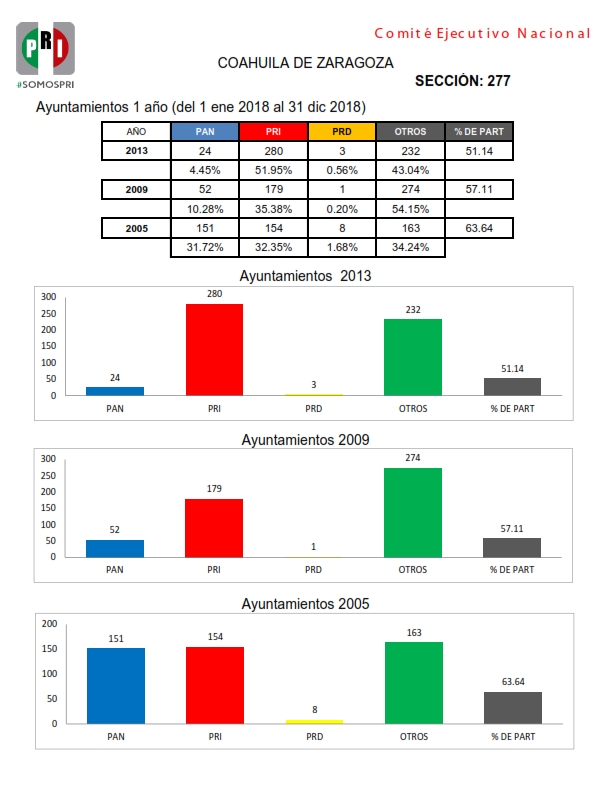 Comité Ejecutivo Nacional
PRI
#SOMOSPRI
COAHUILA DE ZARAGOZA
SECCIÓN: 277
Ayuntamientos 1 año (del 1 ene 2018 al 31 dic 2018)
AÑO PAN PRI PRD OTROS % DE PART
2013 24 280 3 232 51.14
4.45% 51.95% 0.56% 43.04%
2009 52 179 1 274 57.11
10.28% 35.38% 0.20% 54.15%
2005 151 154 8 163 63.64
31.72% 32.35% 1.68% 34.24%
Ayuntamientos 2013
300
250
200
150
100
50
0
24 280 3 232 51.14
PAN PRI PRD OTROS % DE PART
Ayuntamientos 2009
300
250
200
150
100
50
0
52 179 1 274 57.11
PAN PRI PRD OTROS % DE PART
Ayuntamientos 2005
200
150
100
50
0
151 154 8 163 63.64
PAN PRI PRD OTROS % DE PART